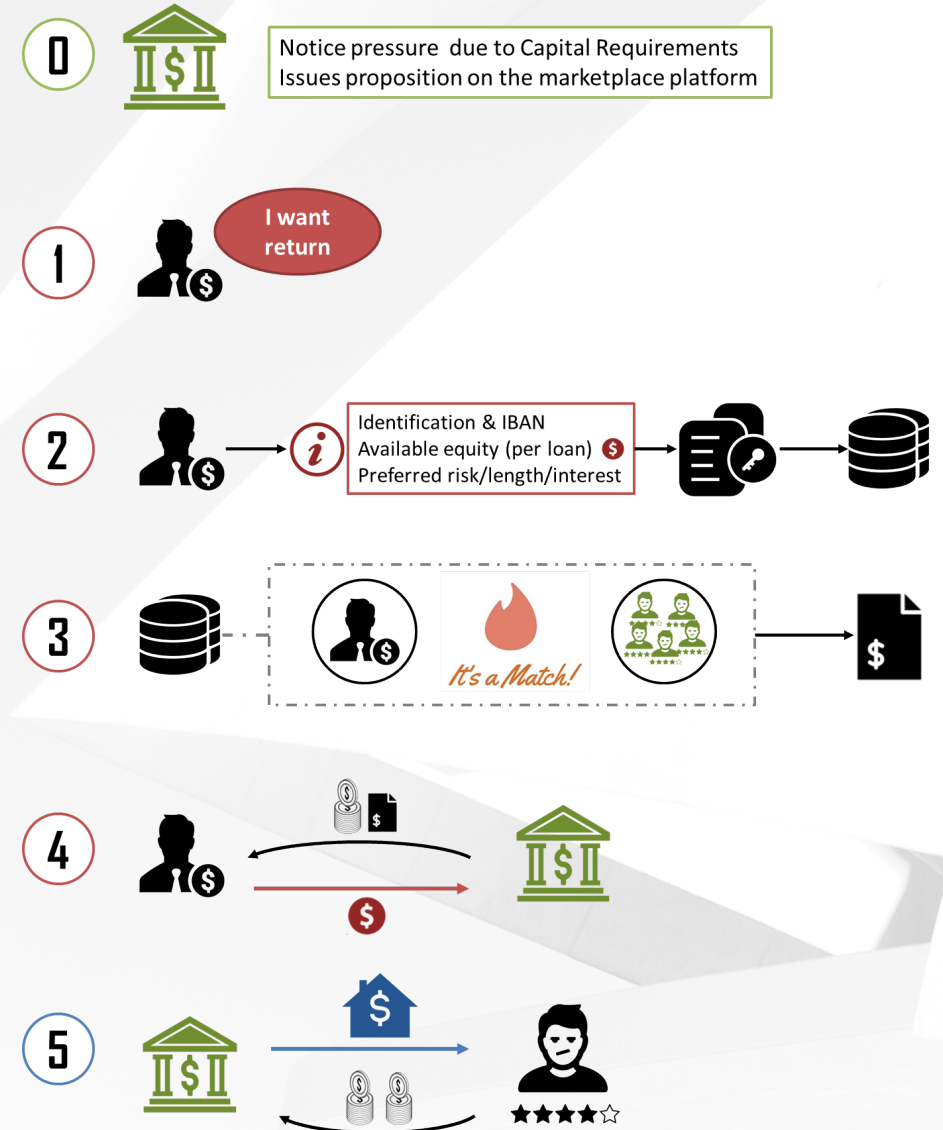 0
$
Notice pressure due to Capital Requirements
Issues proposition on the marketplace platform
1
I want
return
$
2
$
i
Identification & IBAN
Available equity (per loan) $
Preferred risk/length/interest
3
$
It's a Match!
$
4
$
$
$
$
$
5
$
$
$
$